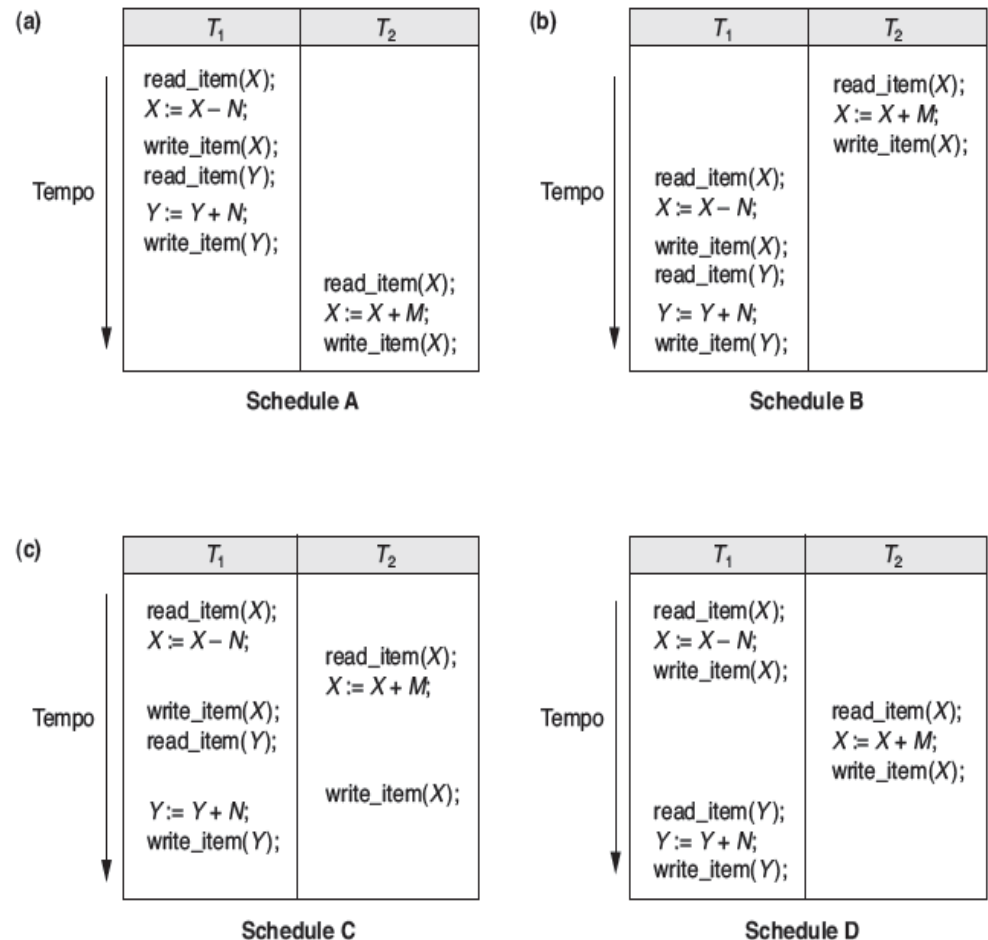 (a)
T1 T2
read_item(X);
X := X – N;
write_item(X);
read_item(Y);
Tempo
Y := Y + N;
write_item(Y);
read_item(X);
X := X + M;
write_item(X);
Schedule A
(b)
T1 T2
read_item(X);
X := X + M;
write_item(X);
Tempo
read_item(X);
X := X – N;
write_item(X);
read_item(Y);
Y := Y + N;
write_item(Y);
Schedule B
(c)
T1 T2
read_item(X);
X := X – N;
read_item(X);
X := X + M;
Tempo
write_item(X);
read_item(Y);
write_item(X);
Y := Y + N;
write_item(Y);
Schedule C
T1 T2
read_item(X);
X := X – N;
write_item(X);
Tempo
read_item(X);
X := X + M;
write_item(X);
read_item(Y);
Y := Y + N;
write_item(Y);
Schedule D